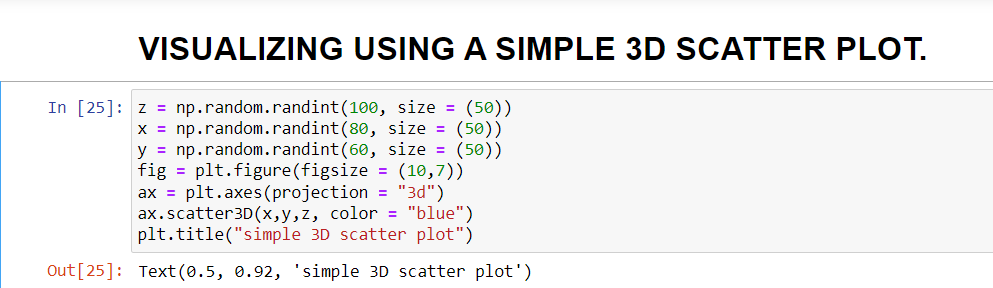 VISUALIZING USING A SIMPLE 3D SCATTER PLOT.
In [25]: z = np.random.randint(100, size = (50))
x = np.random.randint(80, size = (50))
y = np.random.randint(60, size = (50))
fig = plt.figure(figsize = (10,7))
ax = plt.axes(projection = "3d")
ax.scatter3D(x,y,z, color = "blue")
plt.title("simple 3D scatter plot")
Out[25]: Text(0.5, 0.92, 'simple 3D scatter plot')